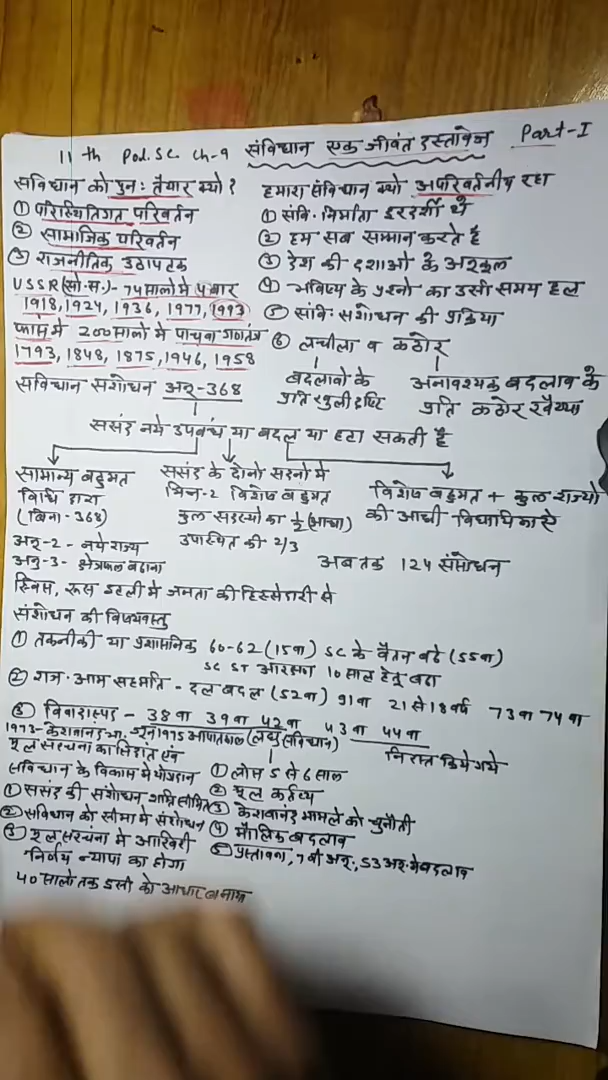 11th Pol.Sc. Ch-9 संविधान एक जीवंत दस्तावेज Part-I
संविधान को पुनः तैयार क्यो?
① परिस्थितिगत परिवर्तन
② सामाजिक परिवर्तन
③ राजनीतिक उठापटक
USSR(सो.स.)- 74 सालो मे 4 बार
1918, 1924, 1936, 1977, 1993
फ्रांस मे 200 सालो मे पांचवा गणतंत्र
1793, 1848, 1875, 1946, 1958
हमारा संविधान क्यो अपरिवर्तनीय रहा
① संवि. निर्माता दूरदर्शी थे
② हम सब सम्मान करते है
③ देश की दशाओ के अनुकूल
④ भविष्य के प्रश्नो का उसी समय हल
⑤ संवि. संशोधन की प्रक्रिया
⑥ लचीला व कठोर
बदलावो के प्रति खुली दृष्टि
अनावश्यक बदलाव के प्रति कठोर रवैय्या
संविधान संशोधन अनु-368
संसद नये उपबंध या बदल या हटा सकती है
सामान्य बहुमत
विधि द्वारा
(बिना-368)
अनु-2 - नये राज्य
अनु-3 - क्षेत्रफल बढाना
संसद के दोनो सदनो मे
भिन्न-2 विशेष बहुमत
कुल सदस्यो का ½ (आधा)
उपस्थित की 2/3
विशेष बहुमत + कुल राज्यो
की आधी विधायिकाऐ
अब तक 124 संशोधन
स्विस, रूस इटली मे जनता की हिस्सेदारी से
संशोधन की विषयवस्तु
① तकनीकी या प्रशासनिक 60-62 (15वा) SC के वेतन बढे (55वा)
SC ST आरक्षण 10 साल हेतु बढा
② राज. आम सहमति - दल बदल (52वा) 91वा 21 से 18 वर्ष 73वा 74वा
③ विवादास्पद - 38वा 39वा 42वा 43वा 44वा
निरस्त किये गये
1973- केशवानंद भा. जून 1975 आपातकाल (लघु संविधान)
मूल संरचना का सिद्धांत एवं
संविधान के विकास मे योगदान
① संसद की संशोधन शक्ति सीमित
② संविधान की सीमा मे संशोधन
③ मूल संरचना मे आखिरी
निर्णय न्यापा का होगा
40 सालो तक इसी को आधार बनाया
① लोस 5 से 6 साल
② मूल कर्तव्य
③ केशवानंद मामले को चुनौती
④ मौलिक बदलाव
⑤ प्रस्तावना, 7वी अनु., 53 अनु. मे बदलाव